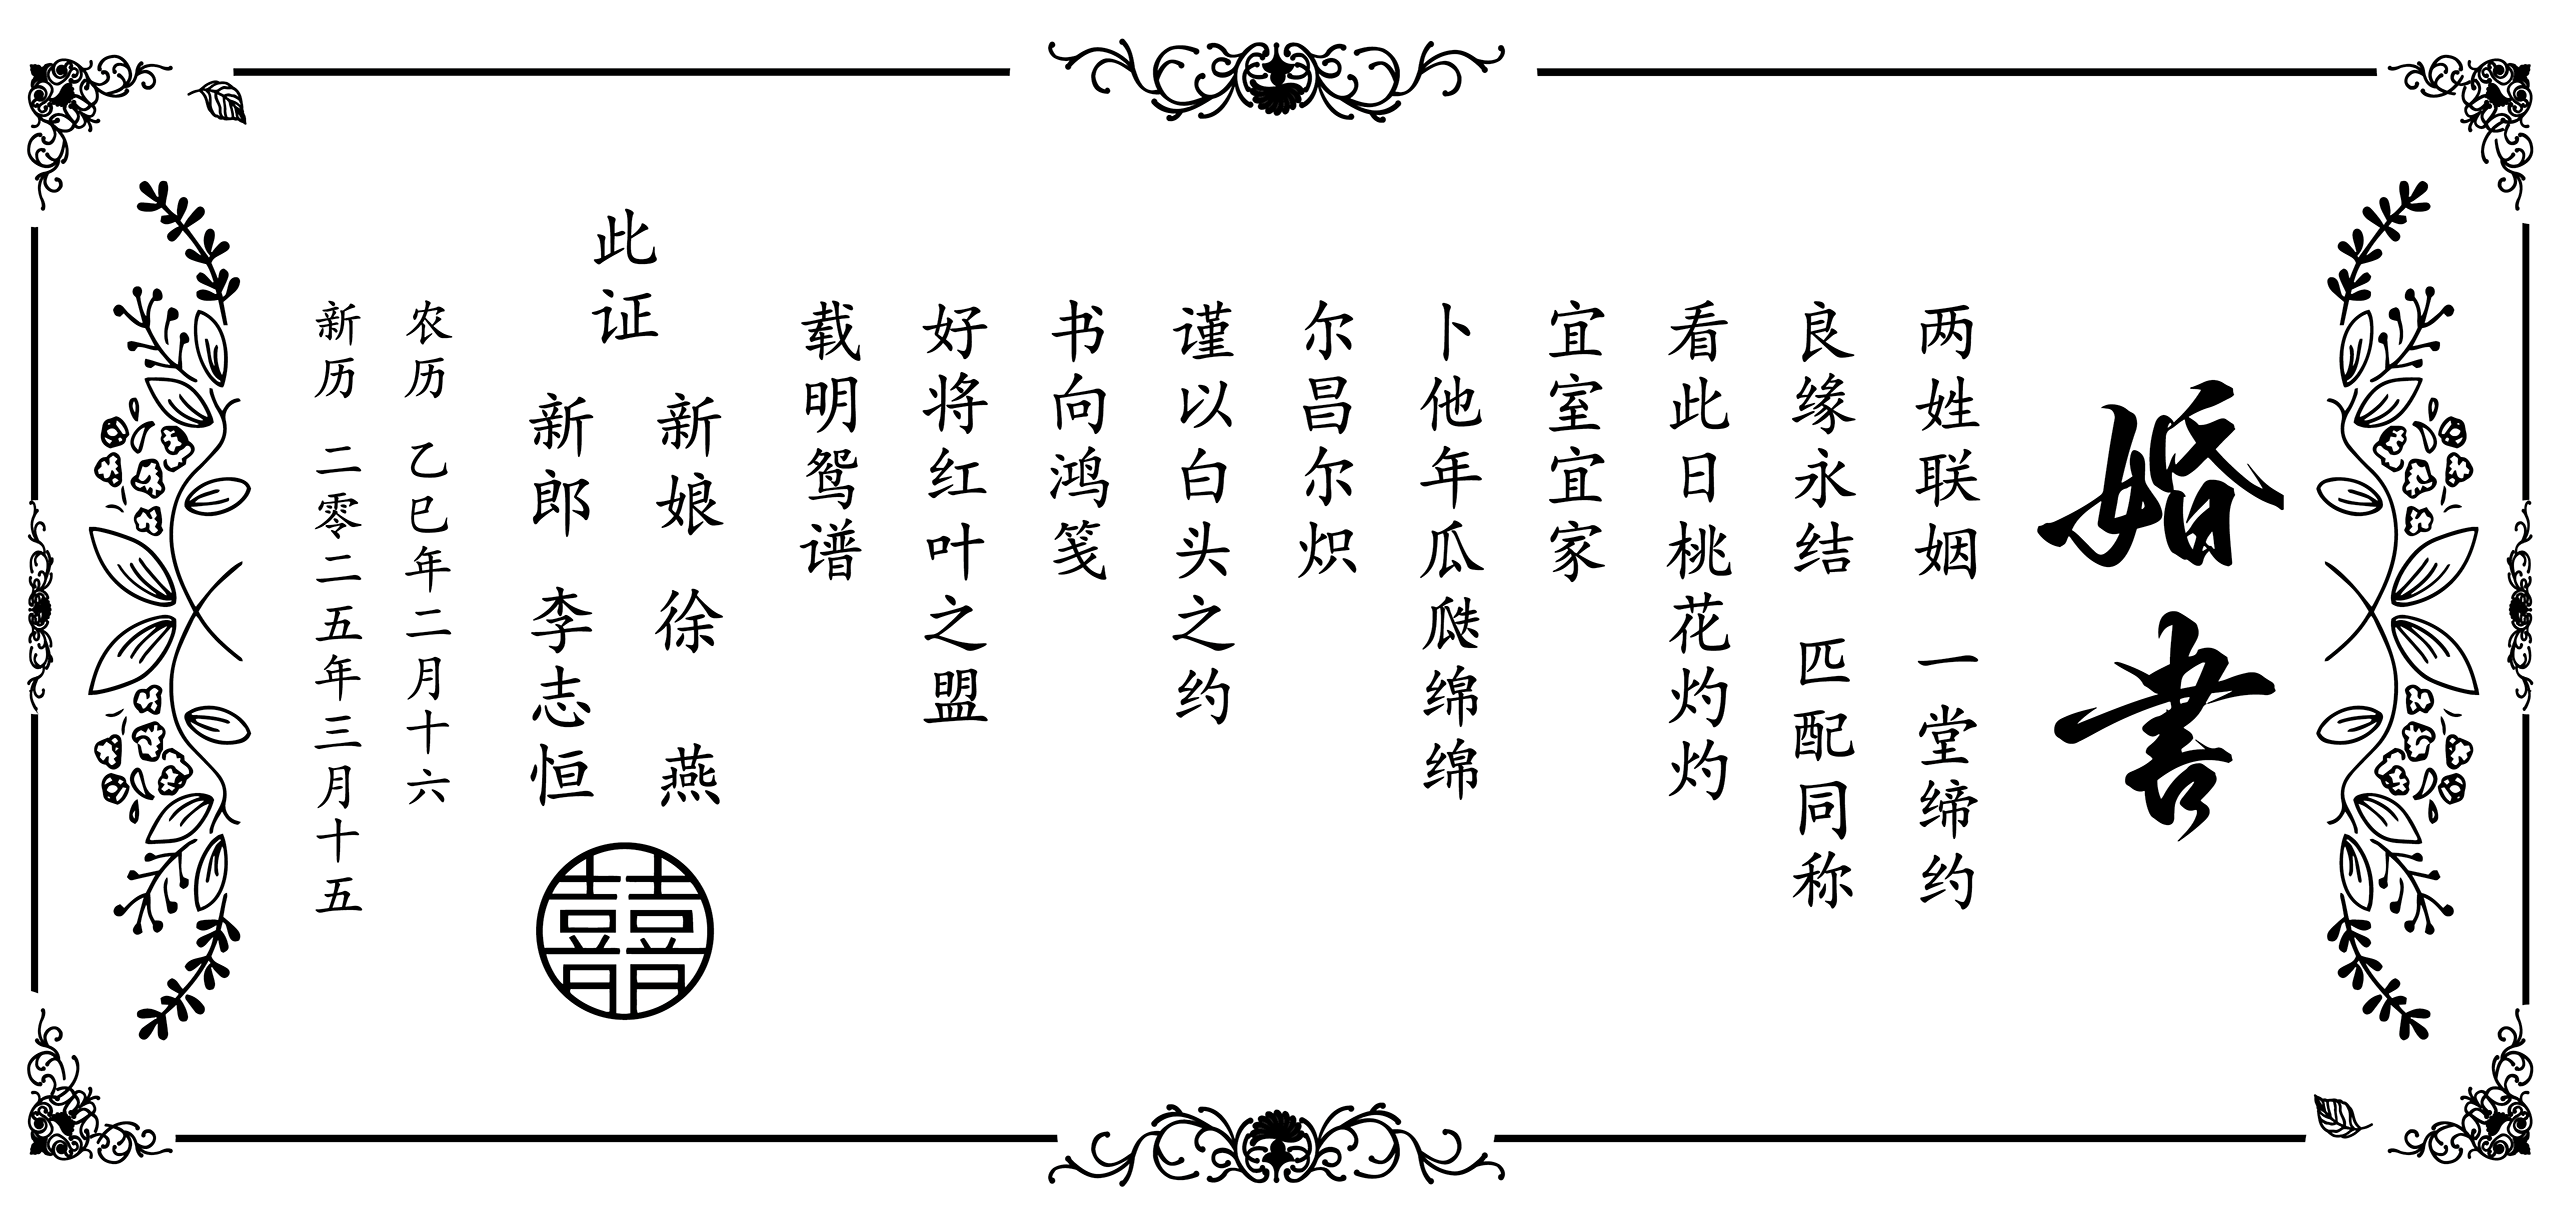 婚书
两姓联姻 一堂缔约
良缘永结 匹配同称
看此日桃花灼灼
宜室宜家
卜他年瓜瓞绵绵
尔昌尔炽
谨以白头之约
书向鸿笺
好将红叶之盟
载明鸳谱
此证
新娘 徐 燕
新郎 李志恒
囍
农历 乙巳年二月十六
新历 二零二五年三月十五